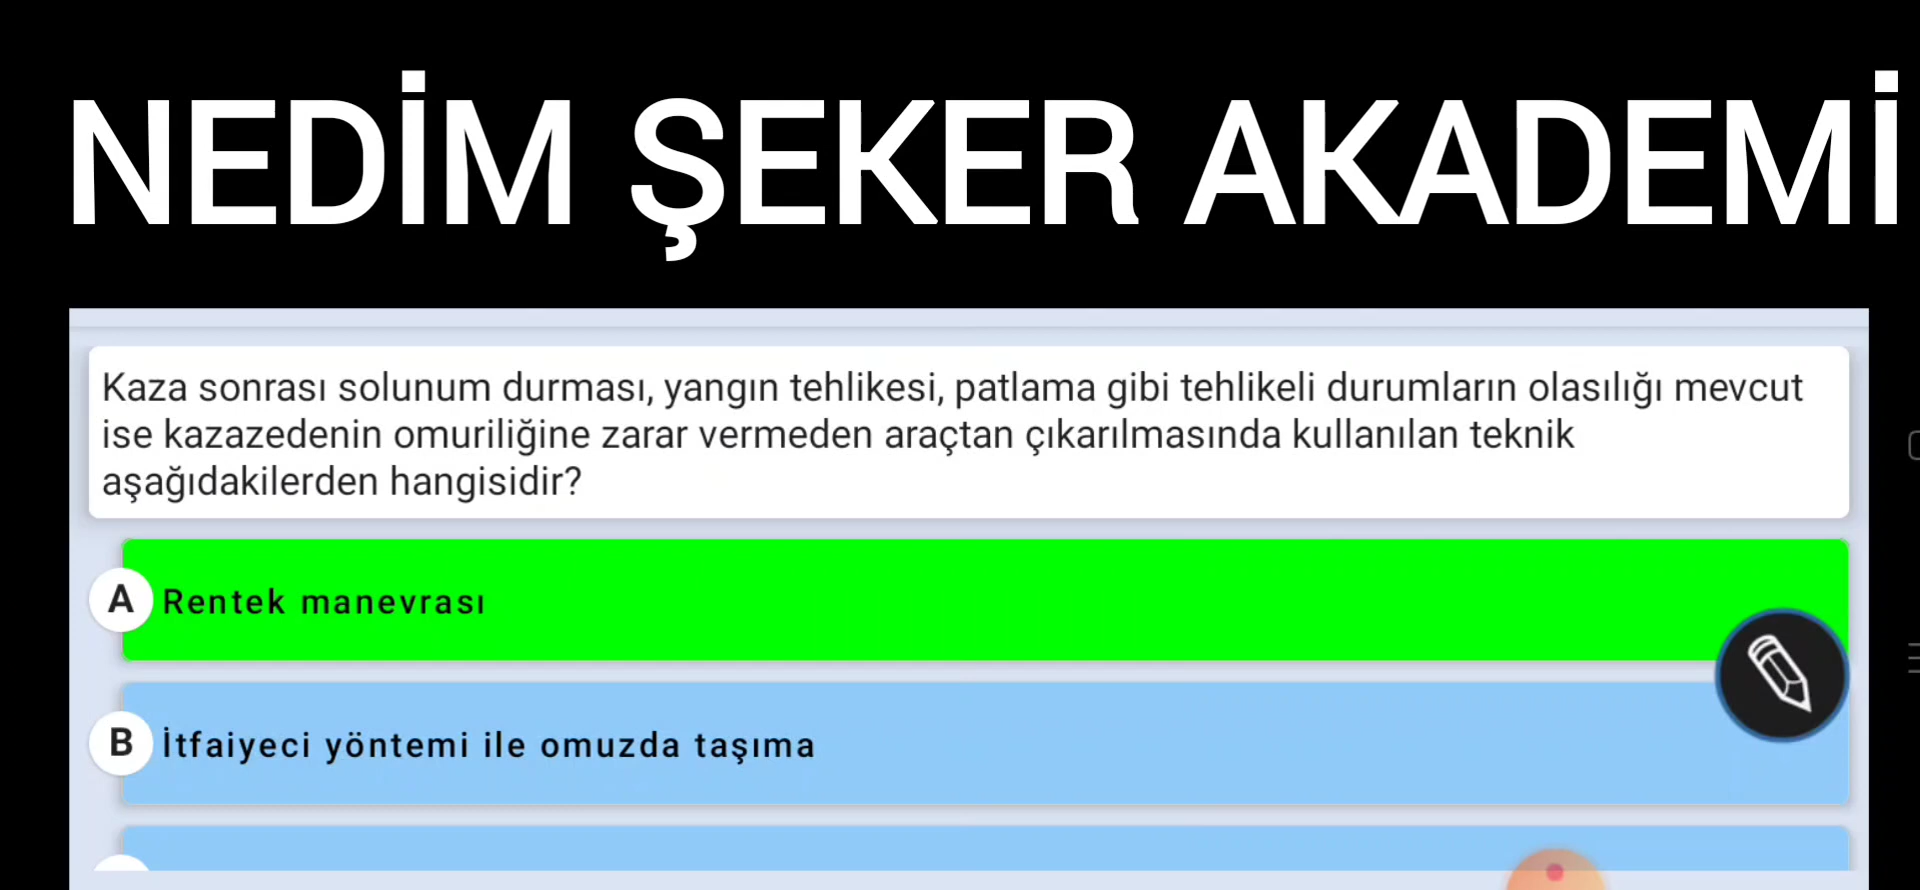 NEDİM ŞEKER AKADEMİ
Kaza sonrası solunum durması, yangın tehlikesi, patlama gibi tehlikeli durumların olasılığı mevcut
ise kazazedenin omuriliğine zarar vermeden araçtan çıkarılmasında kullanılan teknik
aşağıdakilerden hangisidir?
A Rentek manevrası
B İtfaiyeci yöntemi ile omuzda taşıma